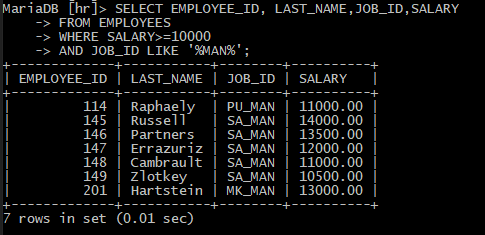 MariaDB [hr]> SELECT EMPLOYEE_ID, LAST_NAME,JOB_ID,SALARY
    -> FROM EMPLOYEES
    -> WHERE SALARY>=10000
    -> AND JOB_ID LIKE '%MAN%';
+-------------+-----------+--------+----------+
| EMPLOYEE_ID | LAST_NAME | JOB_ID | SALARY   |
+-------------+-----------+--------+----------+
|         114 | Raphaely  | PU_MAN | 11000.00 |
|         145 | Russell   | SA_MAN | 14000.00 |
|         146 | Partners  | SA_MAN | 13500.00 |
|         147 | Errazuriz | SA_MAN | 12000.00 |
|         148 | Cambrault | SA_MAN | 11000.00 |
|         149 | Zlotkey   | SA_MAN | 10500.00 |
|         201 | Hartstein | MK_MAN | 13000.00 |
+-------------+-----------+--------+----------+
7 rows in set (0.01 sec)